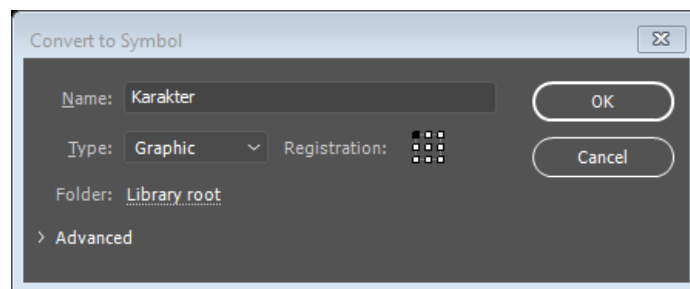 Convert to Symbol
Name: Karakter
OK
Type: Graphic Registration:
Cancel
Folder: Library root
Advanced